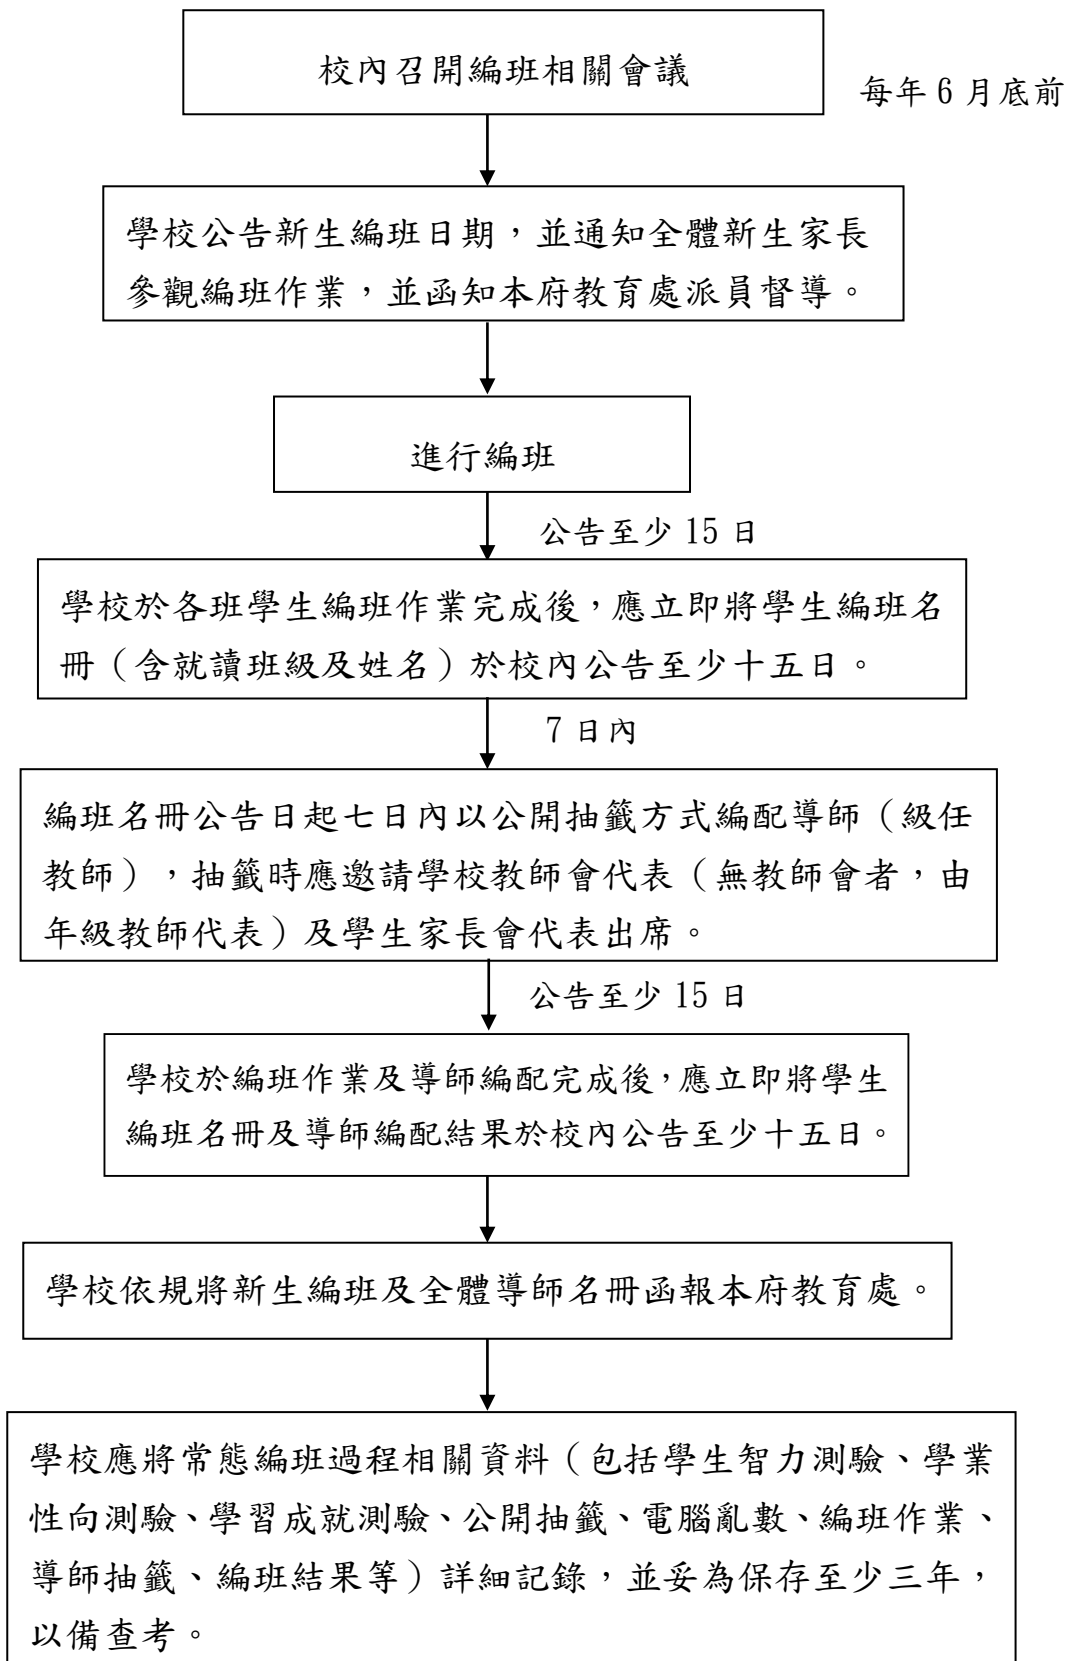 校內召開編班相關會議
每年 6 月底前
學校公告新生編班日期，並通知全體新生家長
參觀編班作業，並函知本府教育處派員督導。
進行編班
公告至少 15 日
學校於各班學生編班作業完成後，應立即將學生編班名
冊（含就讀班級及姓名）於校內公告至少十五日。
7 日內
編班名冊公告日起七日內以公開抽籤方式編配導師（級任
教師），抽籤時應邀請學校教師會代表（無教師會者，由
年級教師代表）及學生家長會代表出席。
公告至少 15 日
學校於編班作業及導師編配完成後，應立即將學生
編班名冊及導師編配結果於校內公告至少十五日。
學校依規將新生編班及全體導師名冊函報本府教育處。
學校應將常態編班過程相關資料（包括學生智力測驗、學業
性向測驗、學習成就測驗、公開抽籤、電腦亂數、編班作業、
導師抽籤、編班結果等）詳細記錄，並妥為保存至少三年，
以備查考。